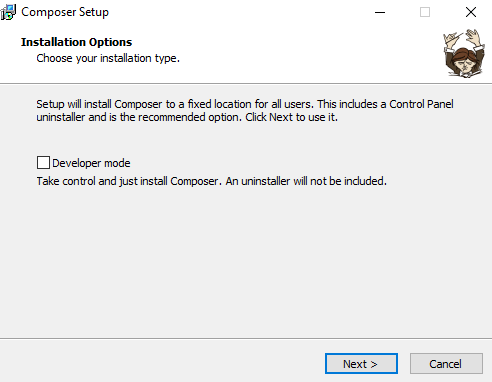 Composer Setup
Installation Options
Choose your installation type.
Setup will install Composer to a fixed location for all users. This includes a Control Panel
uninstaller and is the recommended option. Click Next to use it.
Developer mode
Take control and just install Composer. An uninstaller will not be included.
Next >
Cancel